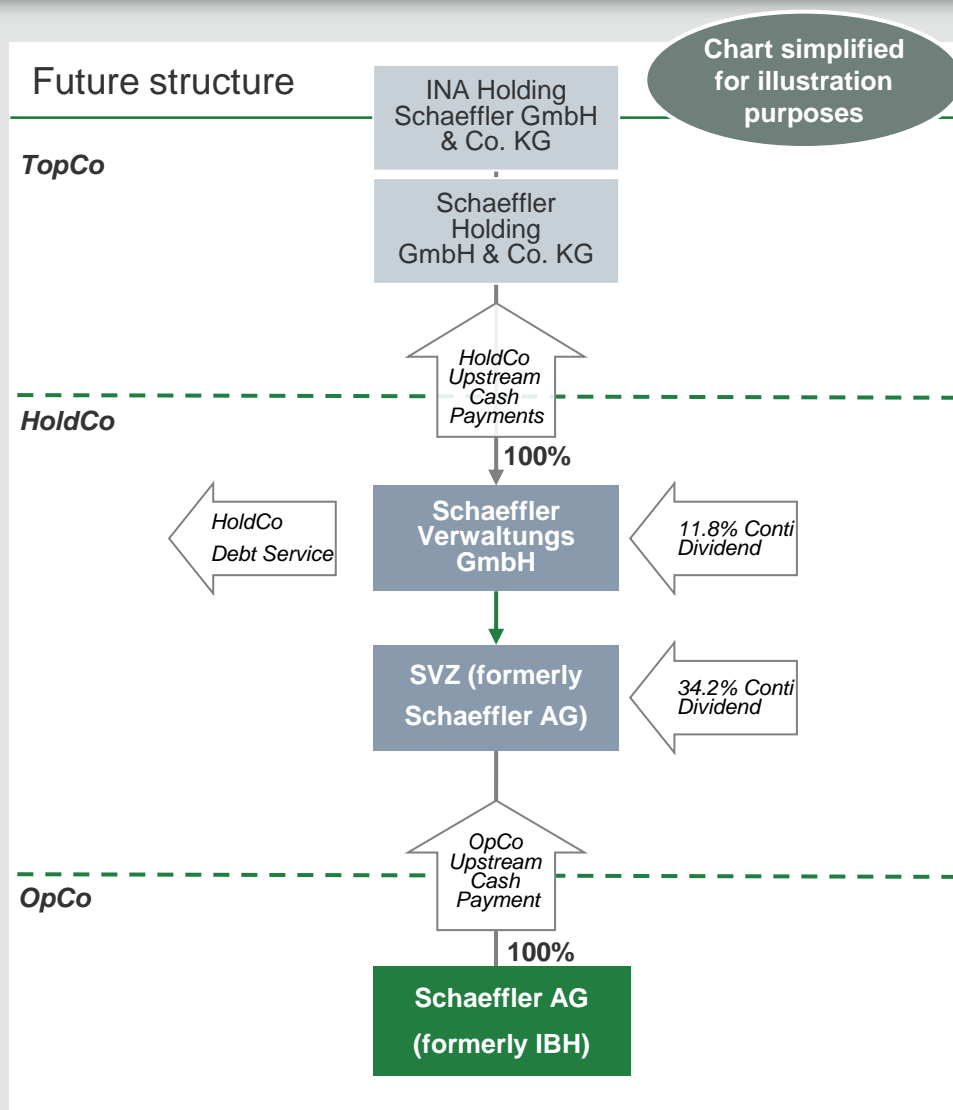 Future structure
Chart simplified
for illustration
purposes
INA Holding
Schaeffler GmbH
& Co. KG
TopCo
Schaeffler
Holding
GmbH & Co. KG
HoldCo
Upstream
Cash
Payments
HoldCo
100%
HoldCo
Debt Service
Schaeffler
Verwaltungs
GmbH
11.8% Conti
Dividend
SVZ (formerly
Schaeffler AG)
34.2% Conti
Dividend
OpCo
Upstream
Cash
Payment
OpCo
100%
Schaeffler AG
(formerly IBH)